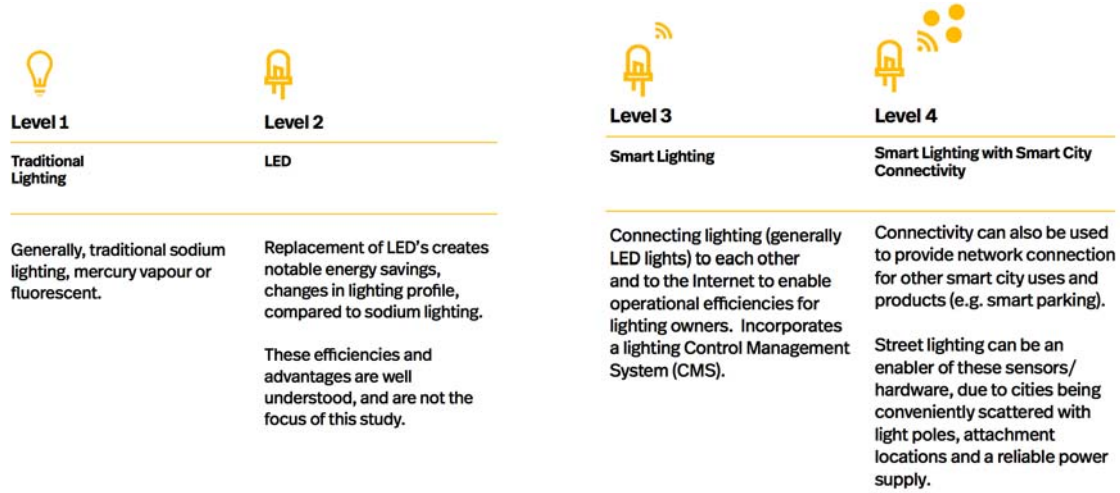 Level 1
Traditional
Lighting
Generally, traditional sodium
lighting, mercury vapour or
fluorescent.
Level 2
LED
Replacement of LED's creates
notable energy savings,
changes in lighting profile,
compared to sodium lighting.
These efficiencies and
advantages are well
understood, and are not the
focus of this study.
Level 3
Smart Lighting
Connecting lighting (generally
LED lights) to each other
and to the Internet to enable
operational efficiencies for
lighting owners. Incorporates
a lighting Control Management
System (CMS).
Level 4
Smart Lighting with Smart City
Connectivity
Connectivity can also be used
to provide network connection
for other smart city uses and
products (e.g. smart parking).
Street lighting can be an
enabler of these sensors/
hardware, due to cities being
conveniently scattered with
light poles, attachment
locations and a reliable power
supply.